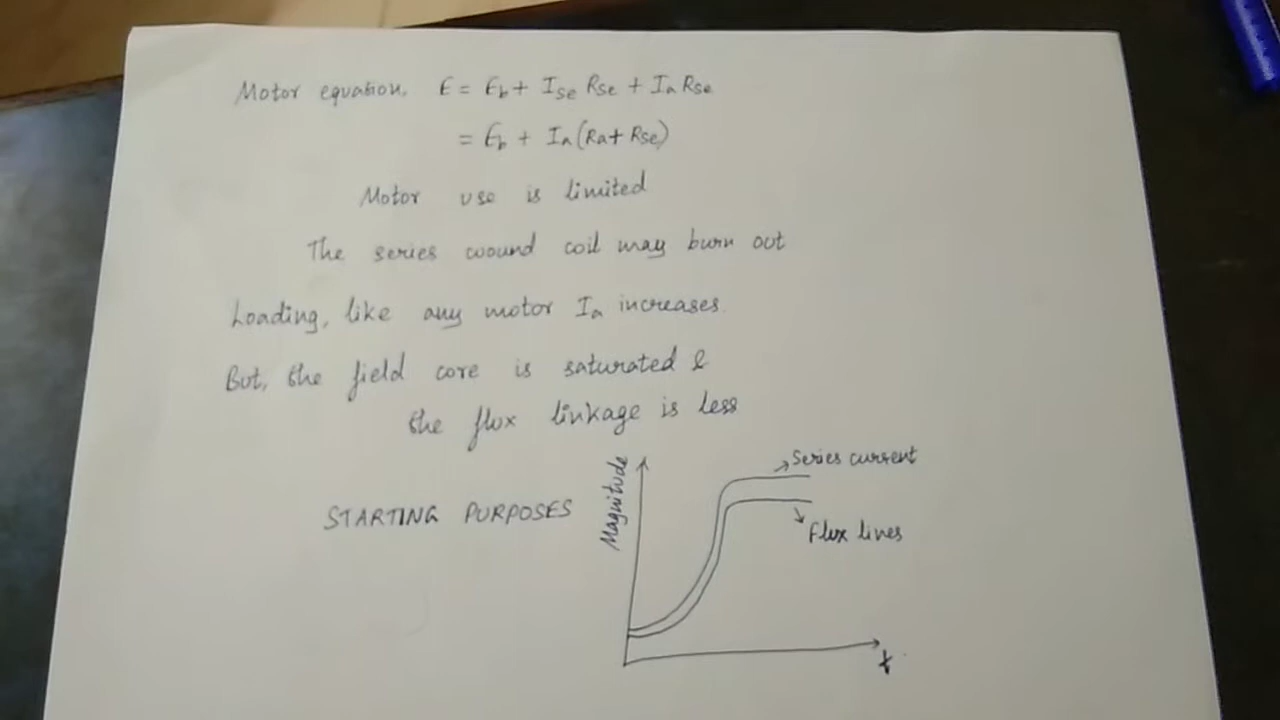 Motor equation, E = Eb + Ise Rse + Ia Rse
= Eb + Ia(Ra + Rse)
Motor use is limited
The series wound coil may burn out
Loading, like any motor Ia increases
But, the field core is saturated &
the flux linkage is less
STARTING PURPOSES
Magnitude
Series current
Flux lines
t